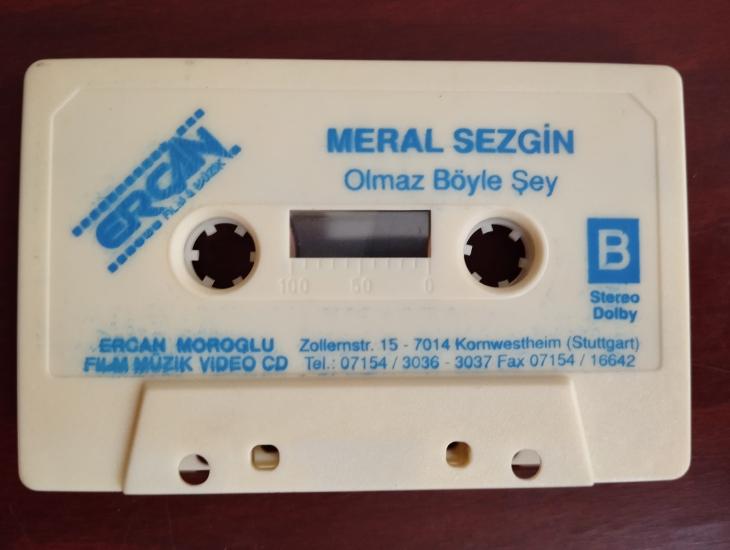 MERAL SEZGİN
Olmaz Böyle Şey
ERCAN
FİLM & MÜZİK
B
Stereo
Dolby
100 50 0
ERCAN MOROGLU
FILM MÜZIK VIDEO CD
Zollernstr. 15 - 7014 Kornwestheim (Stuttgart)
Tel.: 07154 / 3036 - 3037 Fax 07154 / 16642